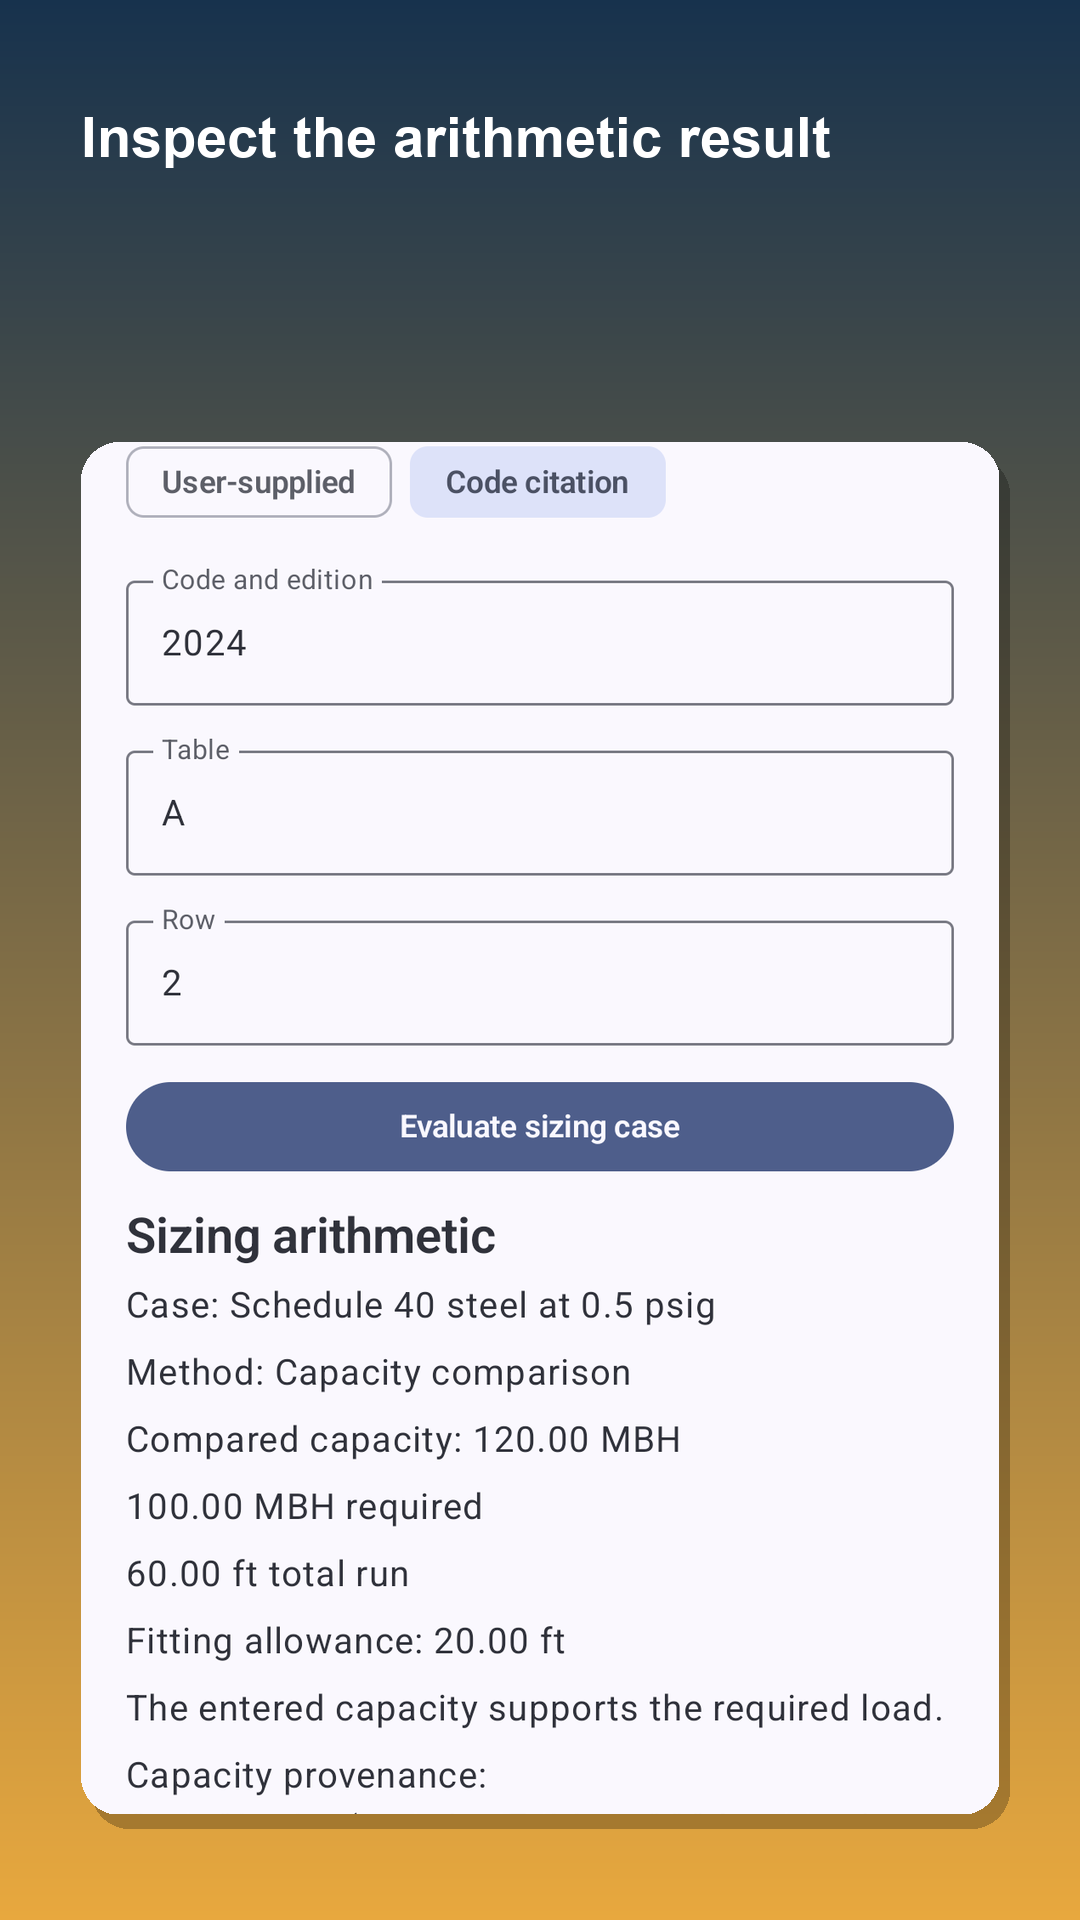 Inspect the arithmetic result
User-supplied
Code citation
Code and edition
2024
Table
A
Row
2
Evaluate sizing case
Sizing arithmetic
Case: Schedule 40 steel at 0.5 psig
Method: Capacity comparison
Compared capacity: 120.00 MBH
100.00 MBH required
60.00 ft total run
Fitting allowance: 20.00 ft
The entered capacity supports the required load.
Capacity provenance: